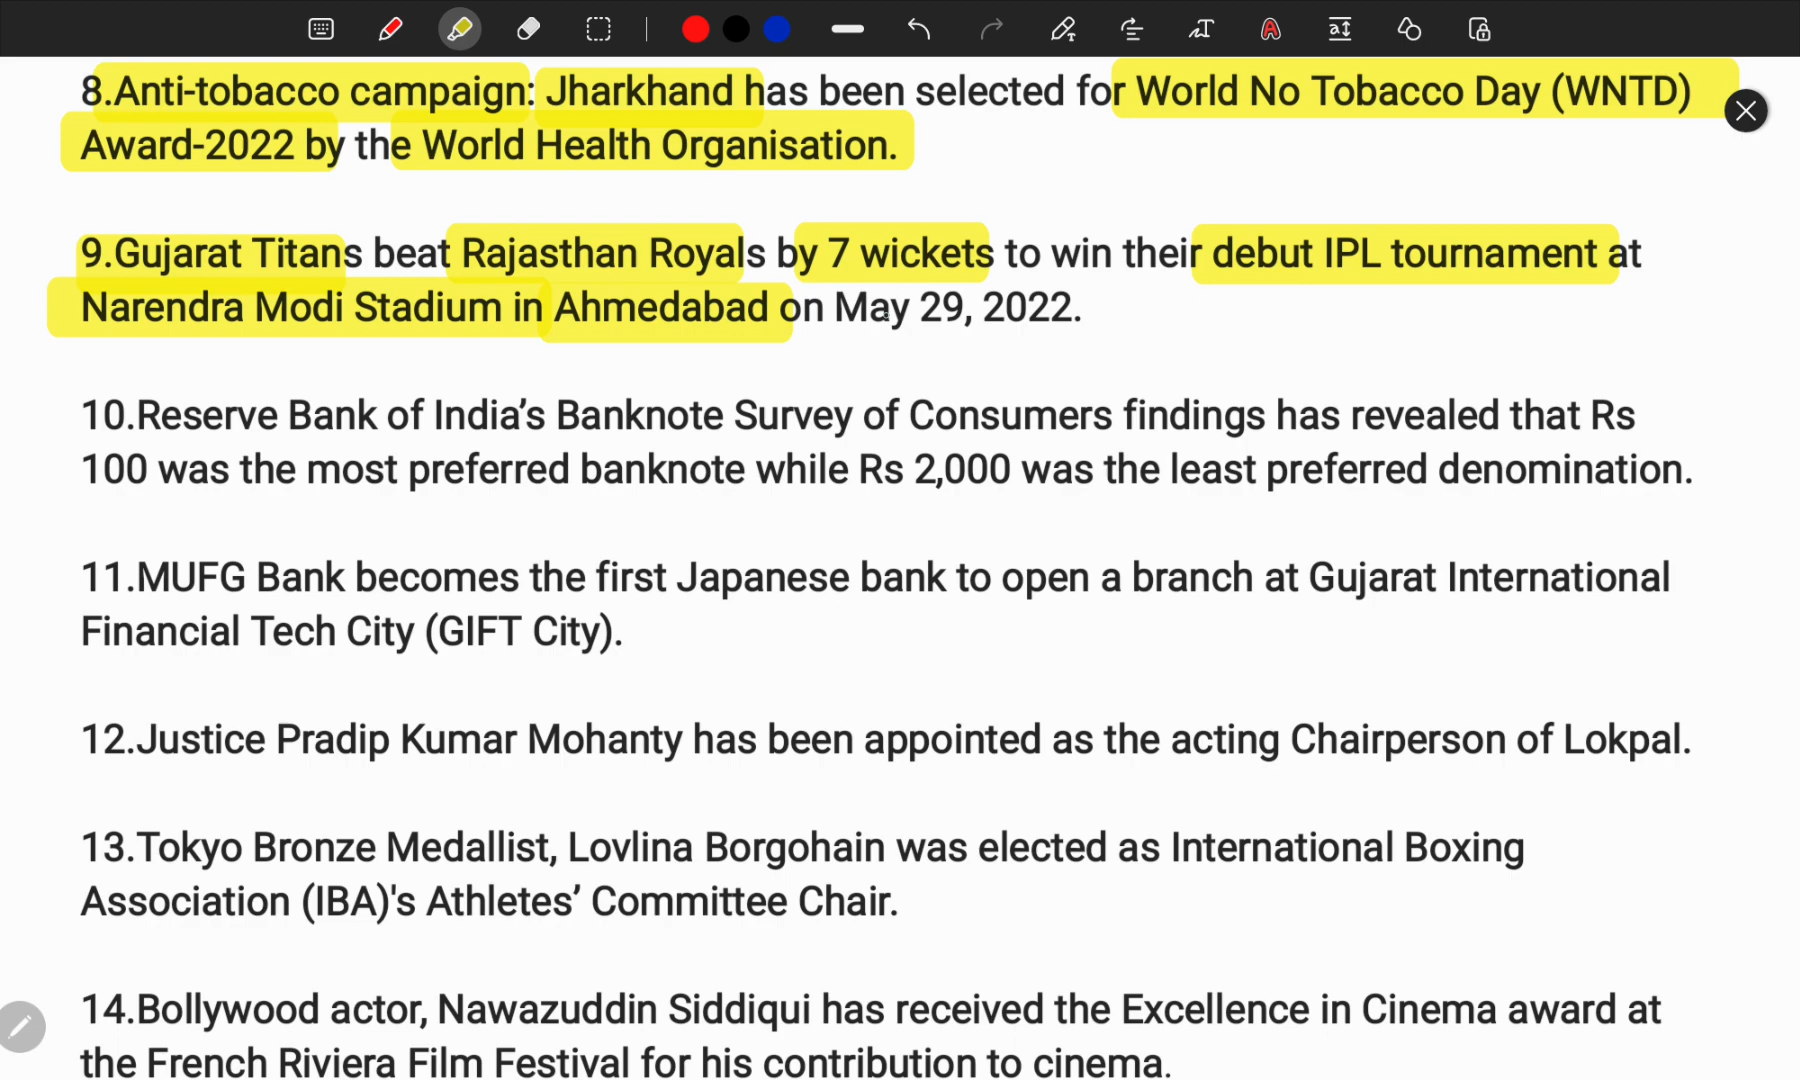 8.Anti-tobacco campaign: Jharkhand has been selected for World No Tobacco Day (WNTD)
Award-2022 by the World Health Organisation.
9.Gujarat Titans beat Rajasthan Royals by 7 wickets to win their debut IPL tournament at
Narendra Modi Stadium in Ahmedabad on May 29, 2022.
10.Reserve Bank of India’s Banknote Survey of Consumers findings has revealed that Rs
100 was the most preferred banknote while Rs 2,000 was the least preferred denomination.
11.MUFG Bank becomes the first Japanese bank to open a branch at Gujarat International
Financial Tech City (GIFT City).
12.Justice Pradip Kumar Mohanty has been appointed as the acting Chairperson of Lokpal.
13.Tokyo Bronze Medallist, Lovlina Borgohain was elected as International Boxing
Association (IBA)'s Athletes’ Committee Chair.
14.Bollywood actor, Nawazuddin Siddiqui has received the Excellence in Cinema award at
the French Riviera Film Festival for his contribution to cinema.